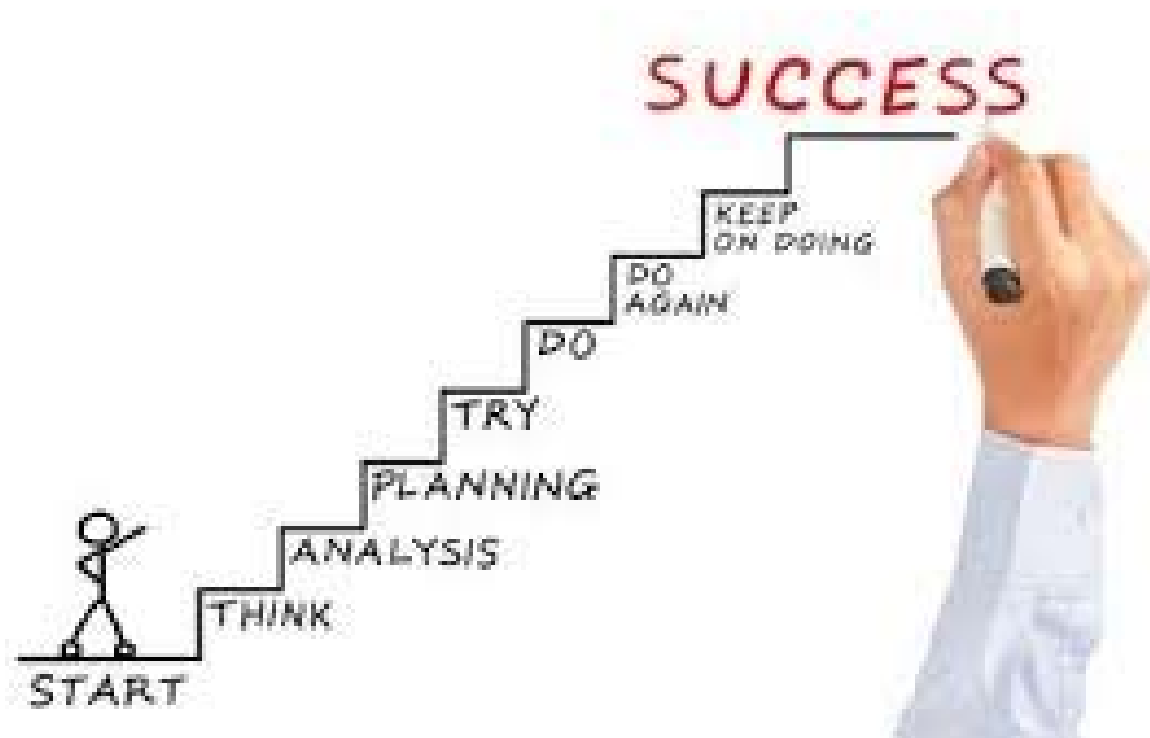 SUCCESS
KEEP
ON DOING
DO
AGAIN
DO
TRY
PLANNING
ANALYSIS
THINK
START